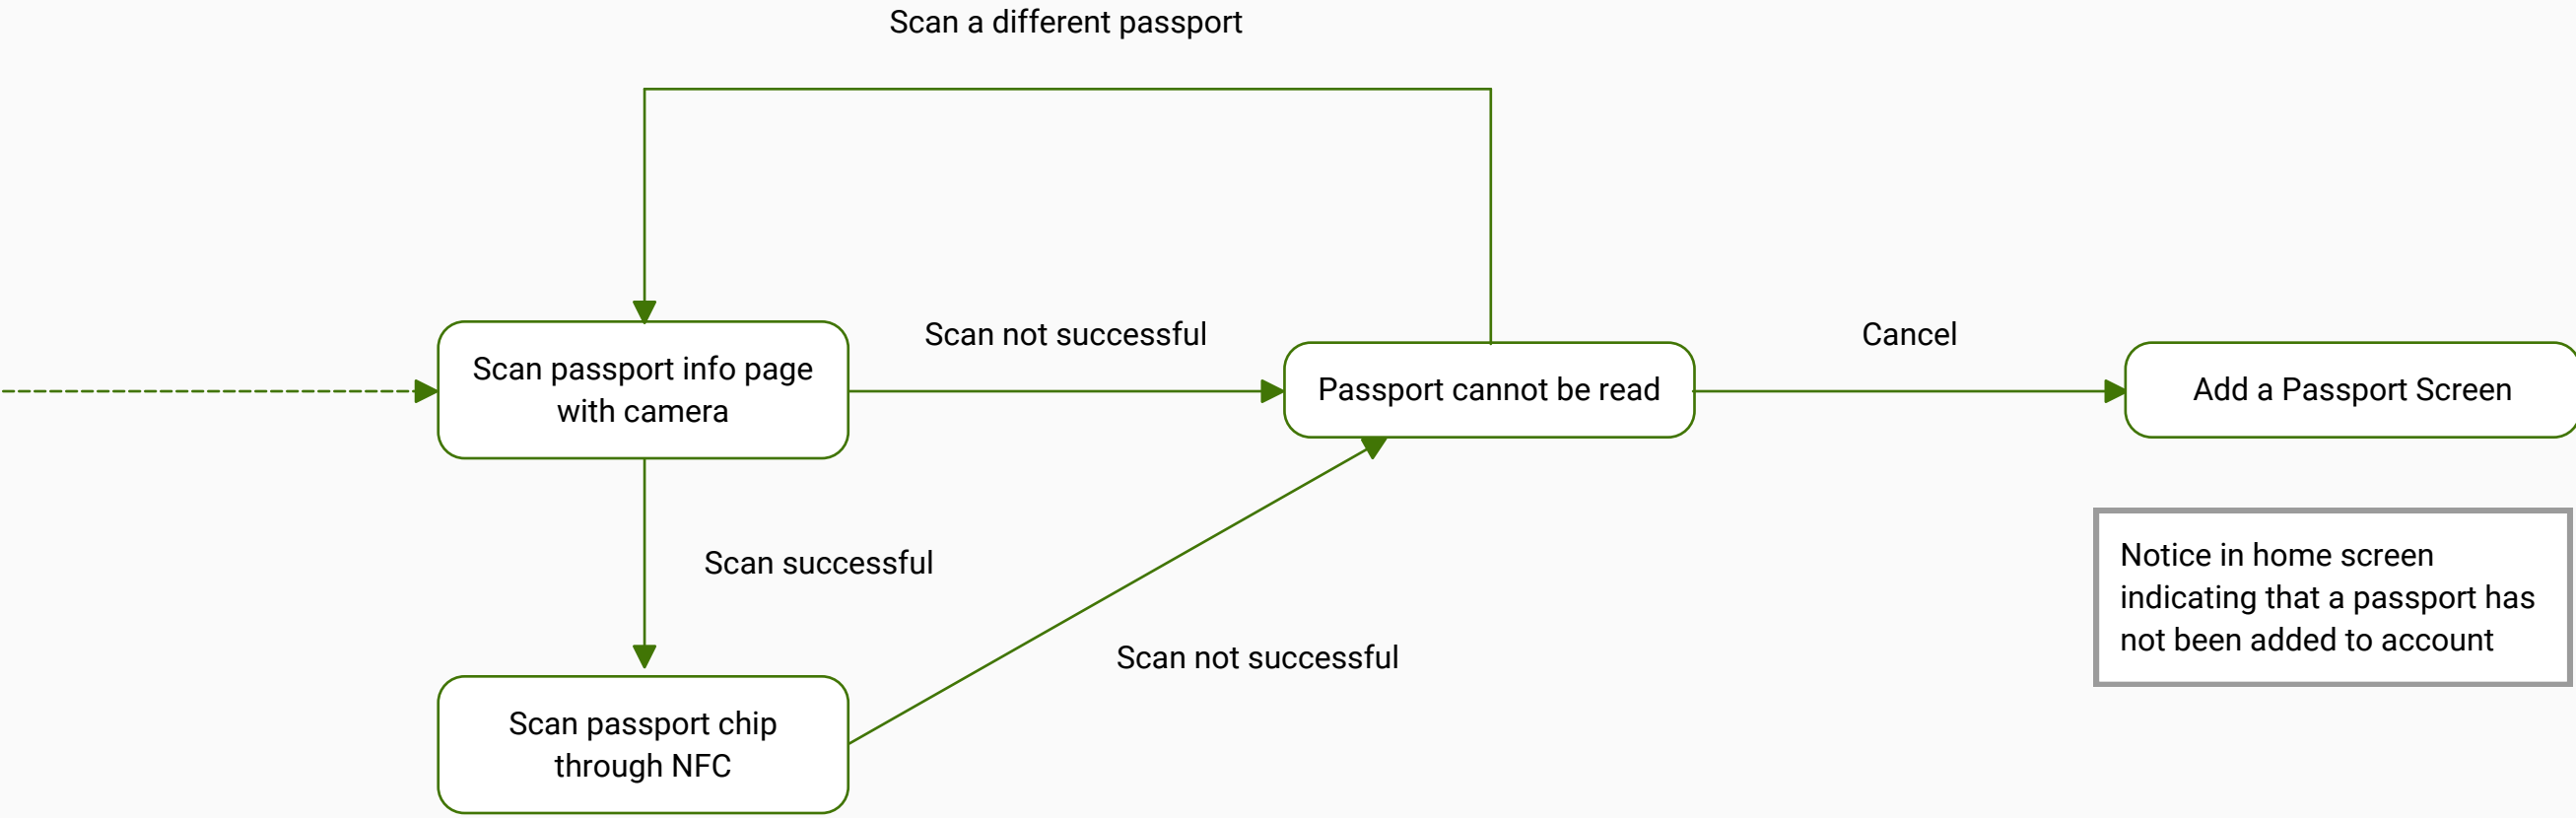 Scan a different passport
Scan passport info page
with camera
Scan not successful
Passport cannot be read
Cancel
Add a Passport Screen
Scan successful
Notice in home screen
indicating that a passport has
not been added to account
Scan not successful
Scan passport chip
through NFC